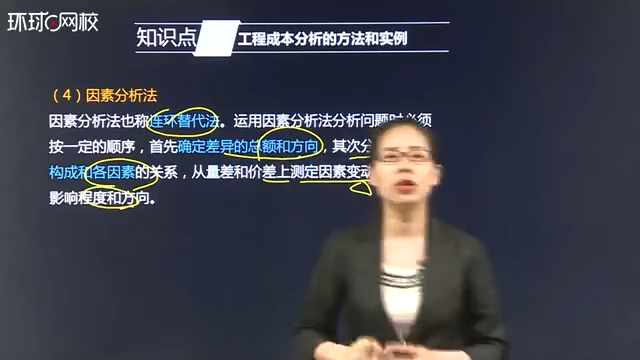 环球网校
知识点
工程成本分析的方法和实例
（4）因素分析法
因素分析法也称连环替代法。运用因素分析法分析问题时必须
按一定的顺序，首先确定差异的总额和方向，其次分
构成和各因素的关系，从量差和价差上测定因素变动
影响程度和方向。